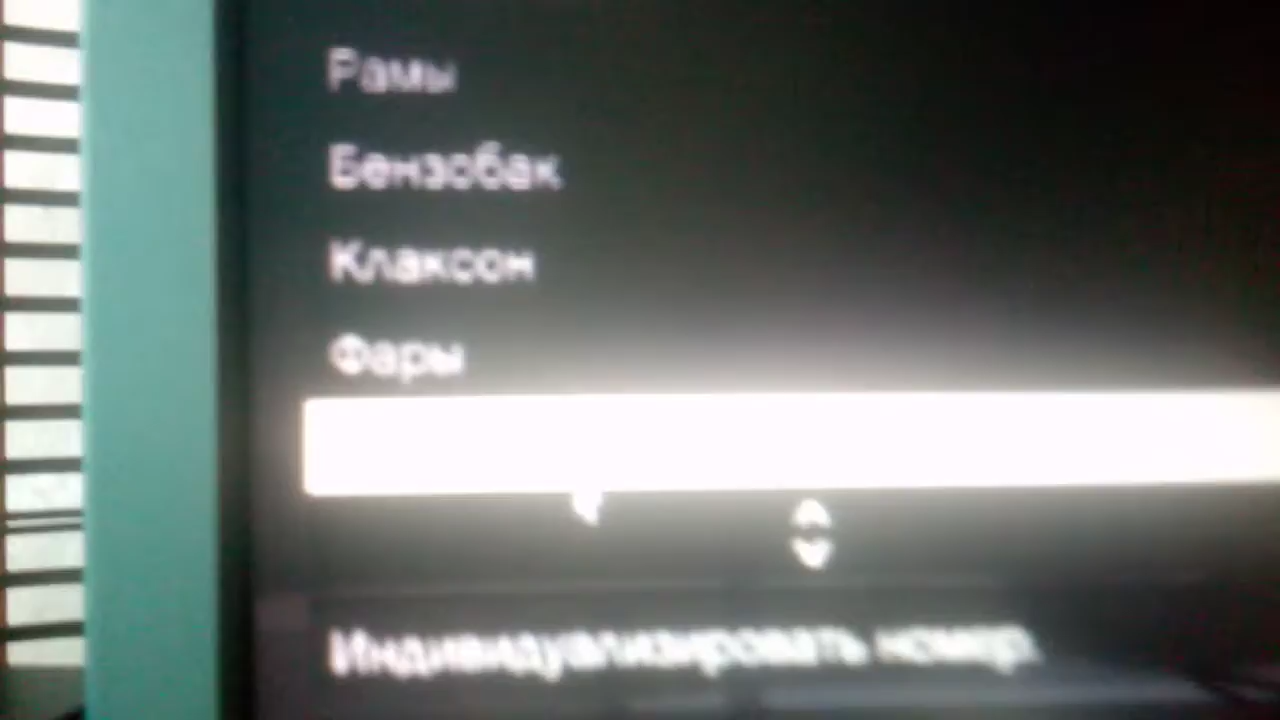 Рамы
Бензобак
Клаксон
Фары
Индивидуализировать номер.